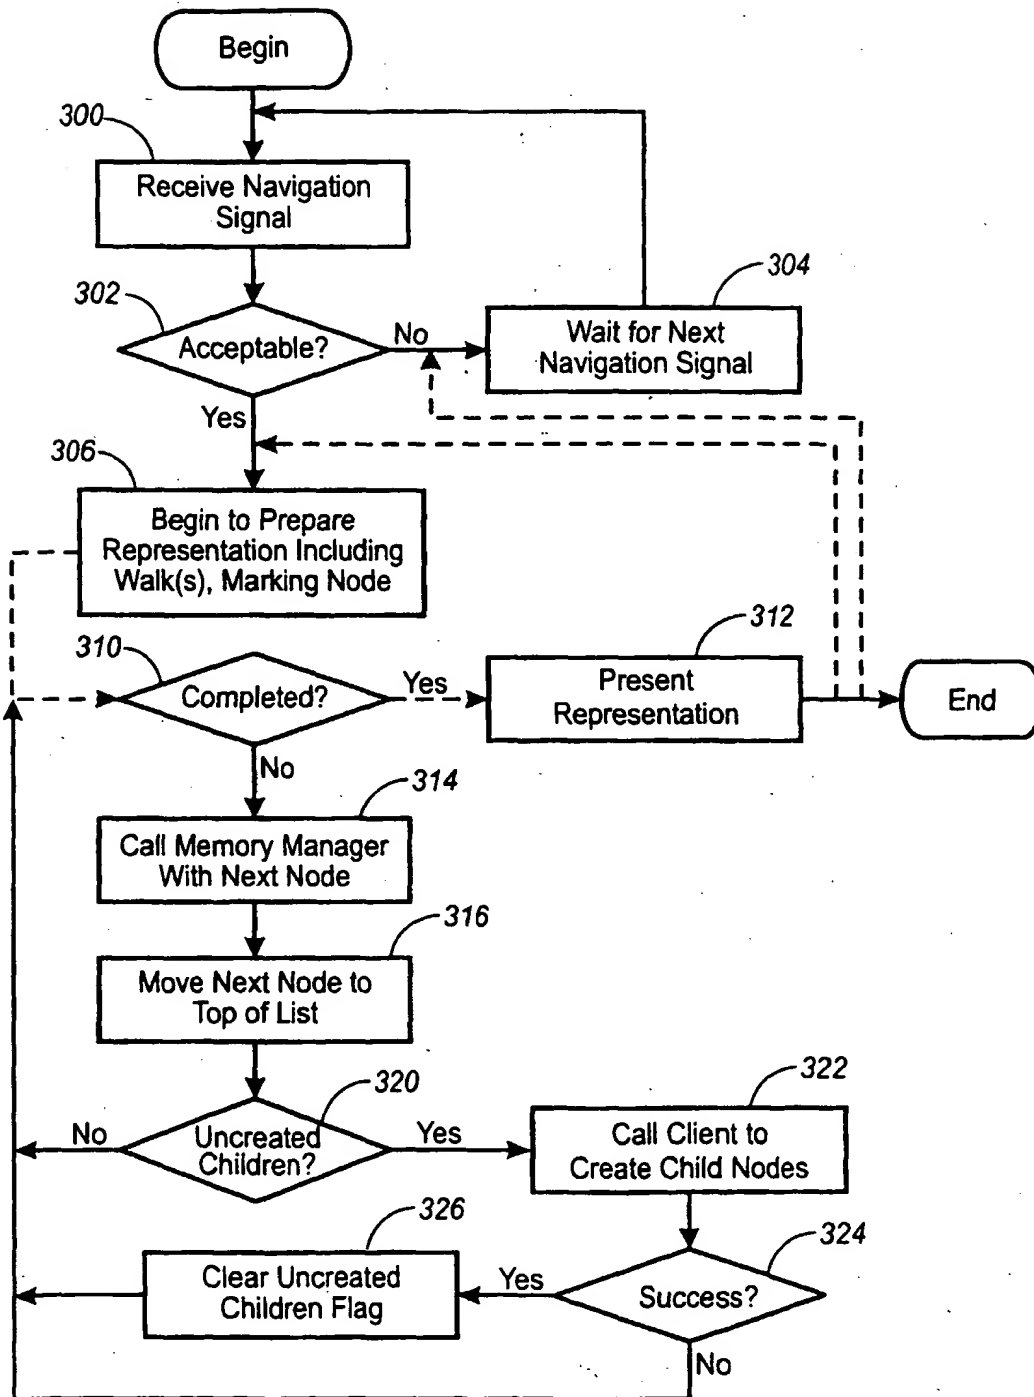 Begin
300
Receive Navigation
Signal
302
Acceptable?
No
304
Wait for Next
Navigation Signal
Yes
306
Begin to Prepare
Representation Including
Walk(s), Marking Node
310
Completed?
Yes
312
Present
Representation
End
No
314
Call Memory Manager
With Next Node
316
Move Next Node to
Top of List
320
No
Uncreated
Children?
Yes
322
Call Client to
Create Child Nodes
326
Clear Uncreated
Children Flag
Yes
324
Success?
No